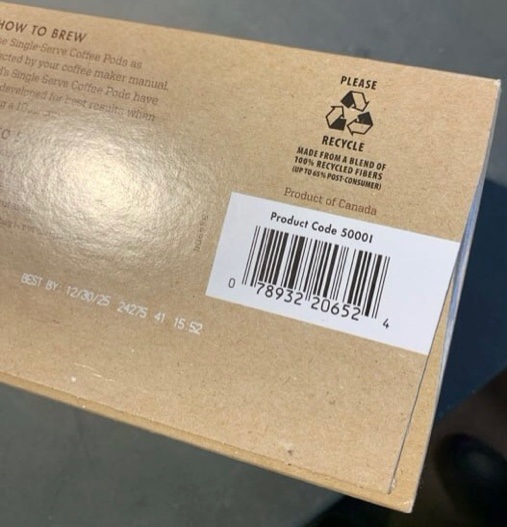 HOW TO BREW
Single-Serve Coffee Pods as
by your coffee maker manual.
Single Serve Coffee Pods have
developed for best results when
PLEASE
RECYCLE
MADE FROM A BLEND OF
100% RECYCLED FIBERS
(UP TO 65% POST-CONSUMER)
Product of Canada
Product Code 50001
0 78932 20652 4
BEST BY: 12/30/25 24275 41 15:52